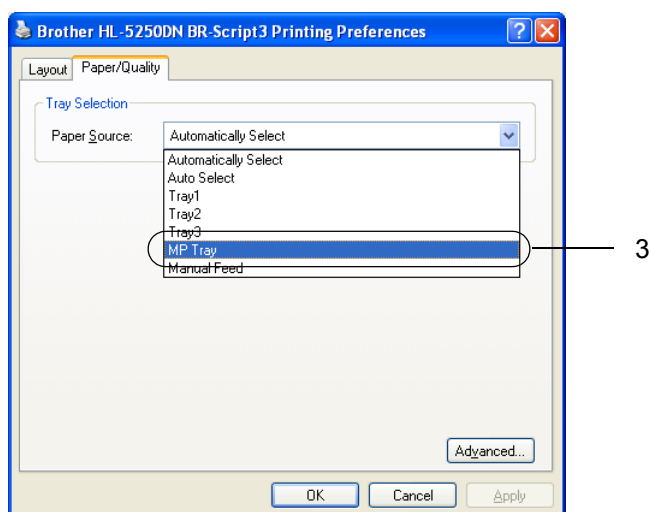 Brother HL-5250DN BR-Script3 Printing Preferences
Layout Paper/Quality
Tray Selection
Paper Source: Automatically Select
Automatically Select
Auto Select
Tray1
Tray2
Tray3
MP Tray 3
Manual Feed
Advanced...
OK Cancel Apply